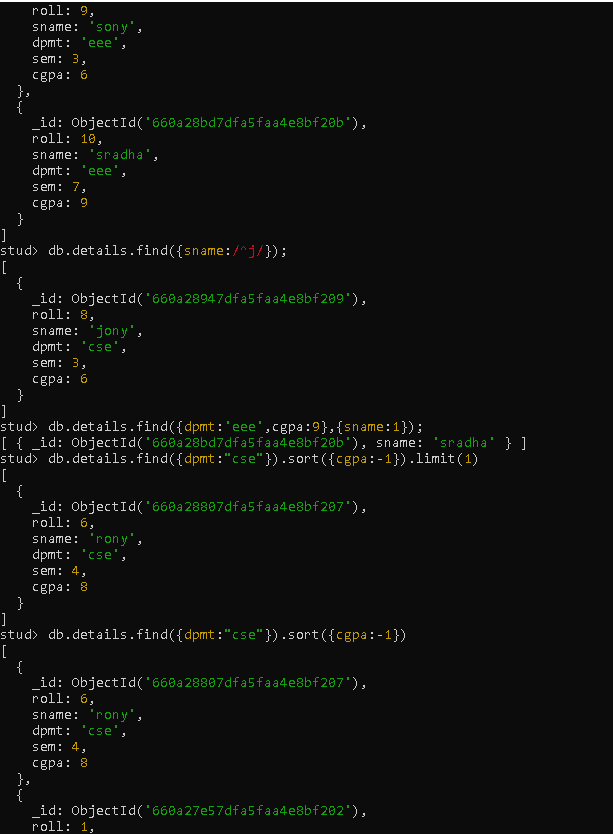 roll: 9,
sname: 'sony',
dpmt: 'eee',
sem: 3,
cgpa: 6
},
{
_id: ObjectId('660a28bd7dfa5faa4e8bf20b'),
roll: 10,
sname: 'sradha',
dpmt: 'eee',
sem: 7,
cgpa: 9
}
]
stud> db.details.find({sname:/^j/});
[
{
_id: ObjectId('660a28947dfa5faa4e8bf209'),
roll: 8,
sname: 'jony',
dpmt: 'cse',
sem: 3,
cgpa: 6
}
]
stud> db.details.find({dpmt:'eee',cgpa:9},{sname:1});
[ { _id: ObjectId('660a28bd7dfa5faa4e8bf20b'), sname: 'sradha' } ]
stud> db.details.find({dpmt:"cse"}).sort({cgpa:-1}).limit(1)
[
{
_id: ObjectId('660a28807dfa5faa4e8bf207'),
roll: 6,
sname: 'rony',
dpmt: 'cse',
sem: 4,
cgpa: 8
}
]
stud> db.details.find({dpmt:"cse"}).sort({cgpa:-1})
[
{
_id: ObjectId('660a28807dfa5faa4e8bf207'),
roll: 6,
sname: 'rony',
dpmt: 'cse',
sem: 4,
cgpa: 8
},
{
_id: ObjectId('660a27e57dfa5faa4e8bf202'),
roll: 1,